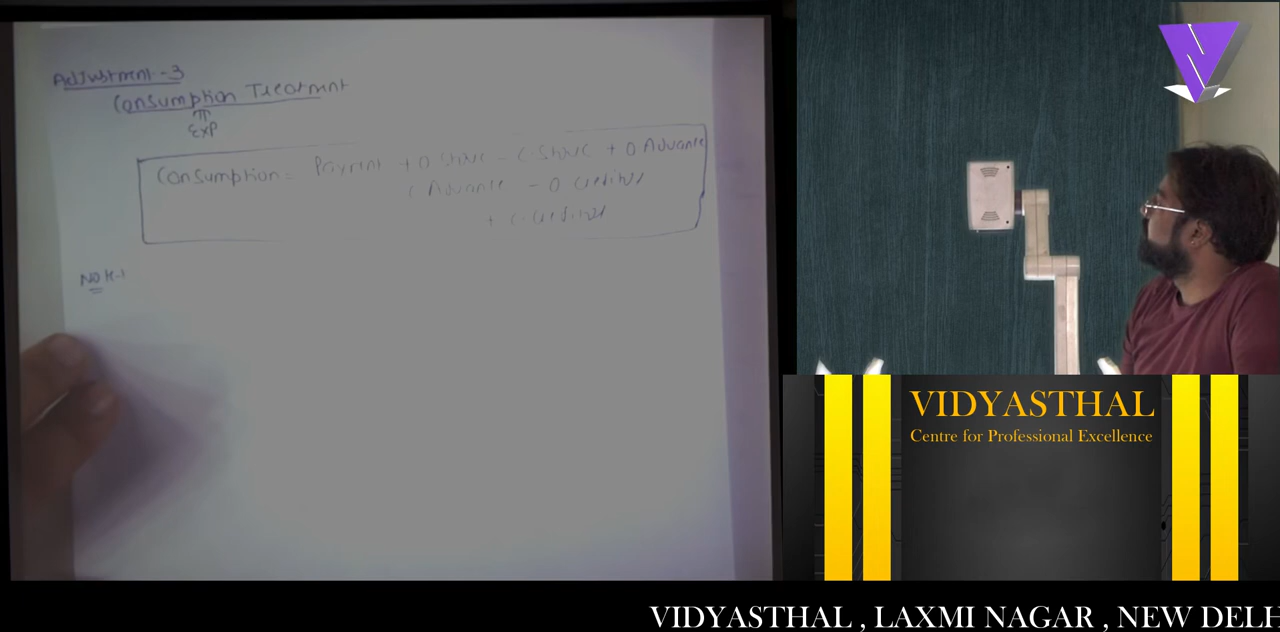 Adjustment-3
Consumption Treatment
Exp
Consumption = Payment + O Stock - C Stock + O Advance
C Advance - O Creditors
+ C. Creditors
Note-1
VIDYASTHAL
Centre for Professional Excellence
VIDYASTHAL , LAXMI NAGAR , NEW DELH